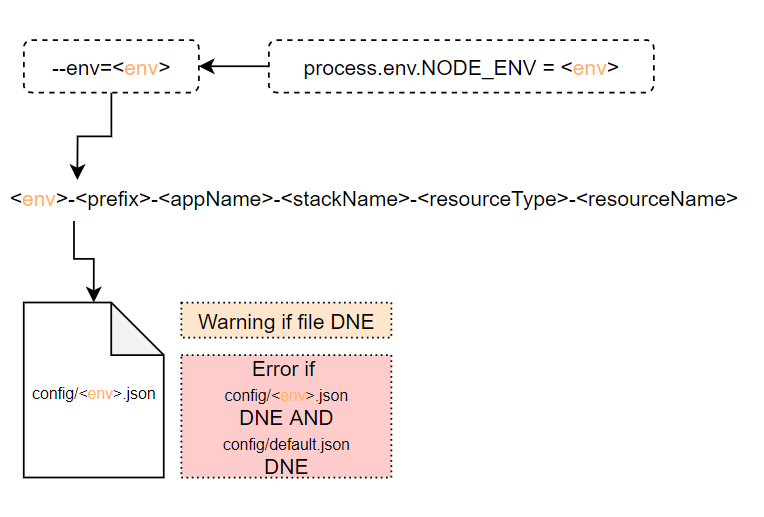 --env=<env>
process.env.NODE_ENV = <env>
<env>-<prefix>-<appName>-<stackName>-<resourceType>-<resourceName>
config/<env>.json
Warning if file DNE
Error if
config/<env>.json
DNE AND
config/default.json
DNE